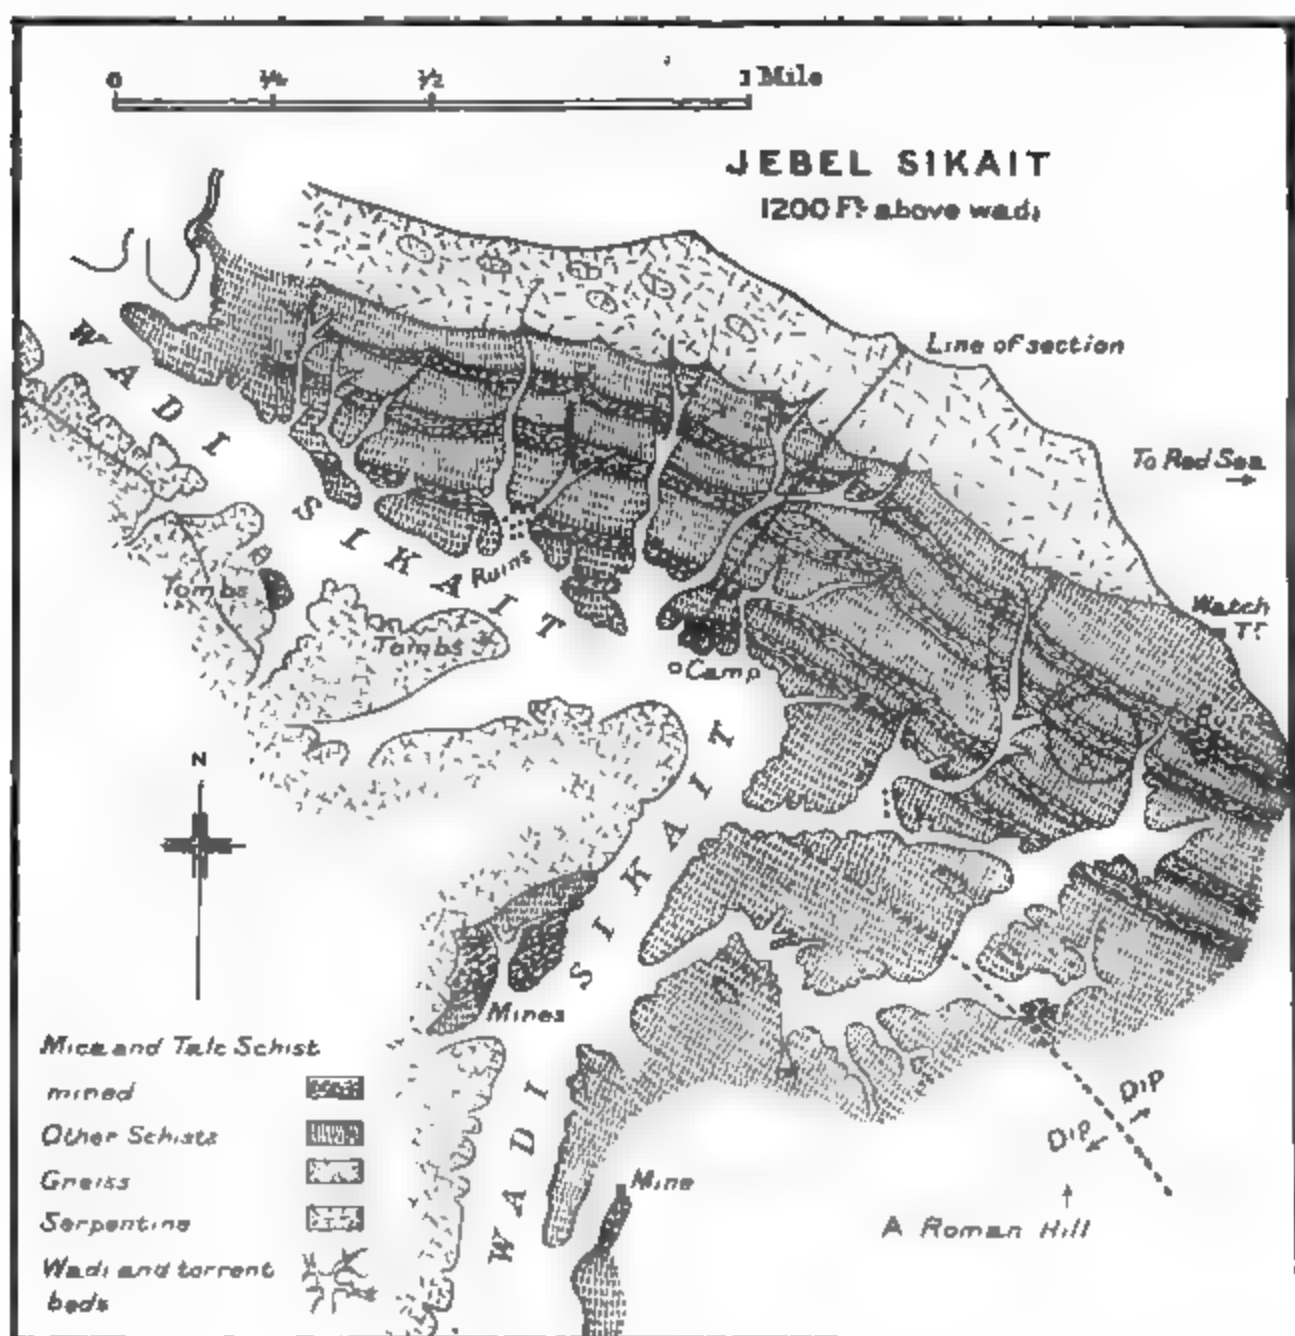 0 ¼ ½ 1 Mile
JEBEL SIKAIT
1200 Ft above wadi
Line of section
To Red Sea
Watch
Tr
WADI SIKAIT
Ruins
Tombs
Tombs
Camp
N
WADI SIKAIT
Mines
Mica and Talc Schist
mined
Other Schists
Gneiss
Serpentine
Wadi and torrent
beds
Mine
DIP
DIP
A Roman Hill